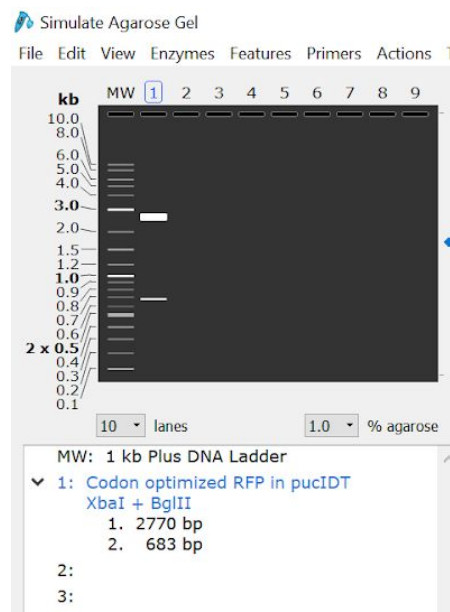 Simulate Agarose Gel
File Edit View Enzymes Features Primers Actions
kb
MW 1 2 3 4 5 6 7 8 9
10.0
8.0
6.0
5.0
4.0
3.0
2.0
1.5
1.2
1.0
0.9
0.8
0.7
0.6
2 x 0.5
0.4
0.3
0.2
0.1
10 lanes 1.0 % agarose
MW: 1 kb Plus DNA Ladder
1: Codon optimized RFP in pucIDT
XbaI + BglII
1. 2770 bp
2. 683 bp
2:
3: